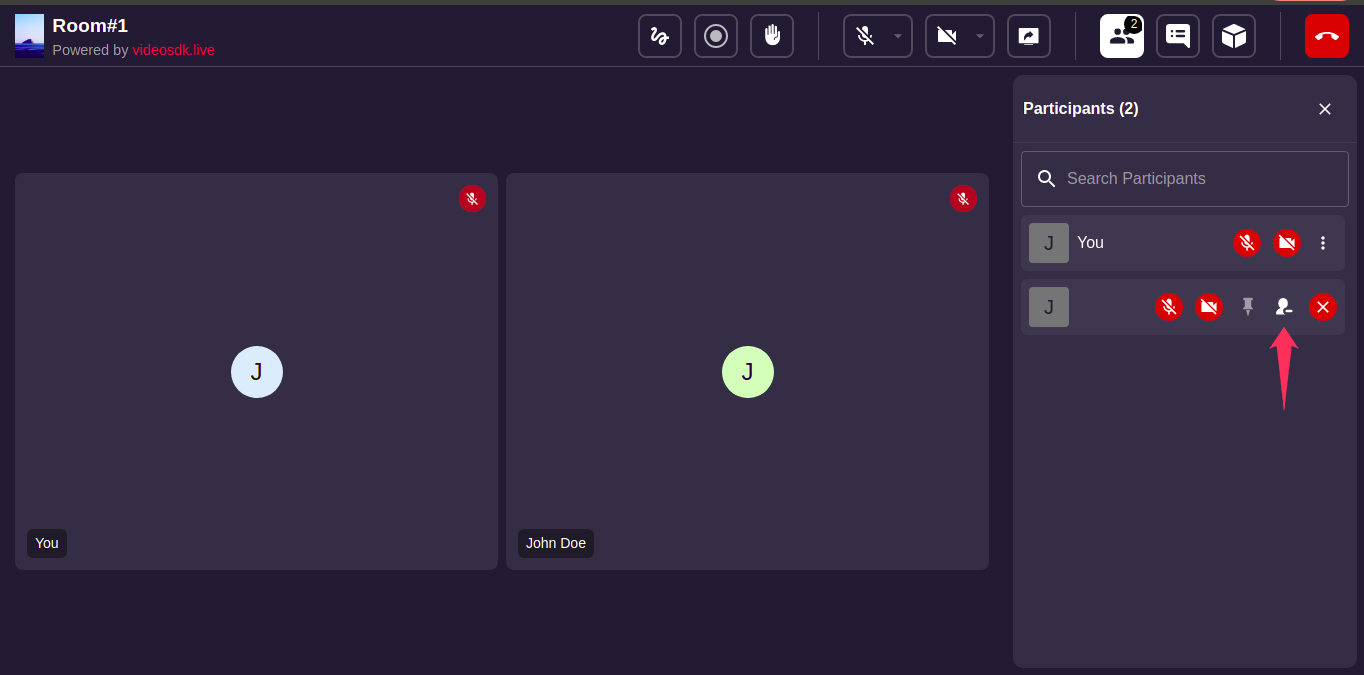 Room#1
Powered by videosdk.live
2
Participants (2)
Search Participants
J You
J
J
J
You
John Doe